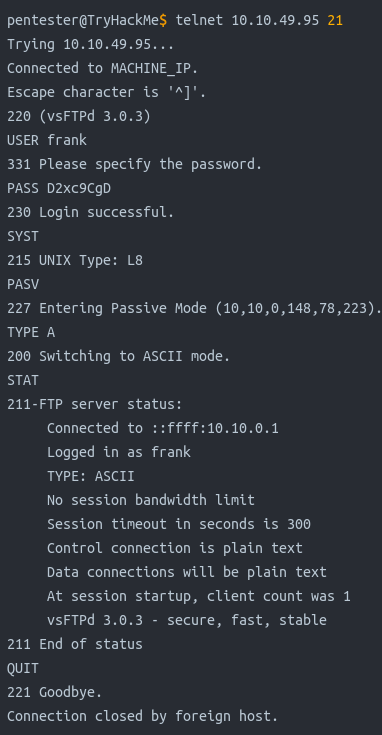 pentester@TryHackMe$ telnet 10.10.49.95 21
Trying 10.10.49.95...
Connected to MACHINE_IP.
Escape character is '^]'.
220 (vsFTPd 3.0.3)
USER frank
331 Please specify the password.
PASS D2xc9CgD
230 Login successful.
SYST
215 UNIX Type: L8
PASV
227 Entering Passive Mode (10,10,0,148,78,223).
TYPE A
200 Switching to ASCII mode.
STAT
211-FTP server status:
     Connected to ::ffff:10.10.0.1
     Logged in as frank
     TYPE: ASCII
     No session bandwidth limit
     Session timeout in seconds is 300
     Control connection is plain text
     Data connections will be plain text
     At session startup, client count was 1
     vsFTPd 3.0.3 - secure, fast, stable
211 End of status
QUIT
221 Goodbye.
Connection closed by foreign host.